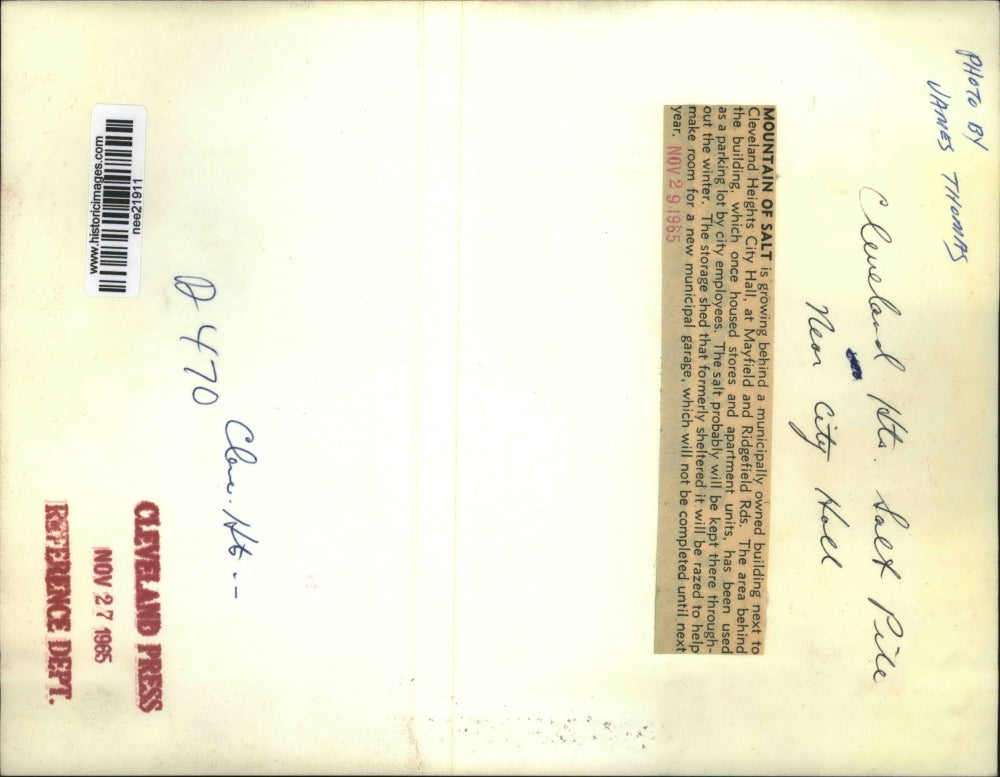 PHOTO BY
JAMES THOMAS
Cleveland Hts. Salt Pile
Near City Hall
MOUNTAIN OF SALT is growing behind a municipally owned building next to
Cleveland Heights City Hall, at Mayfield and Ridgefield Rds. The area behind
the building, which once housed stores and apartment units, has been used
as a parking lot by city employees. The salt probably will be kept there through-
out the winter. The storage shed that formerly sheltered it will be razed to help
make room for a new municipal garage, which will not be completed until next
year. NOV 29 1965
D 470
Cleve. Ht--
CLEVELAND PRESS
NOV 27 1965
REFERENCE DEPT.
nee21911
www.historicimages.com